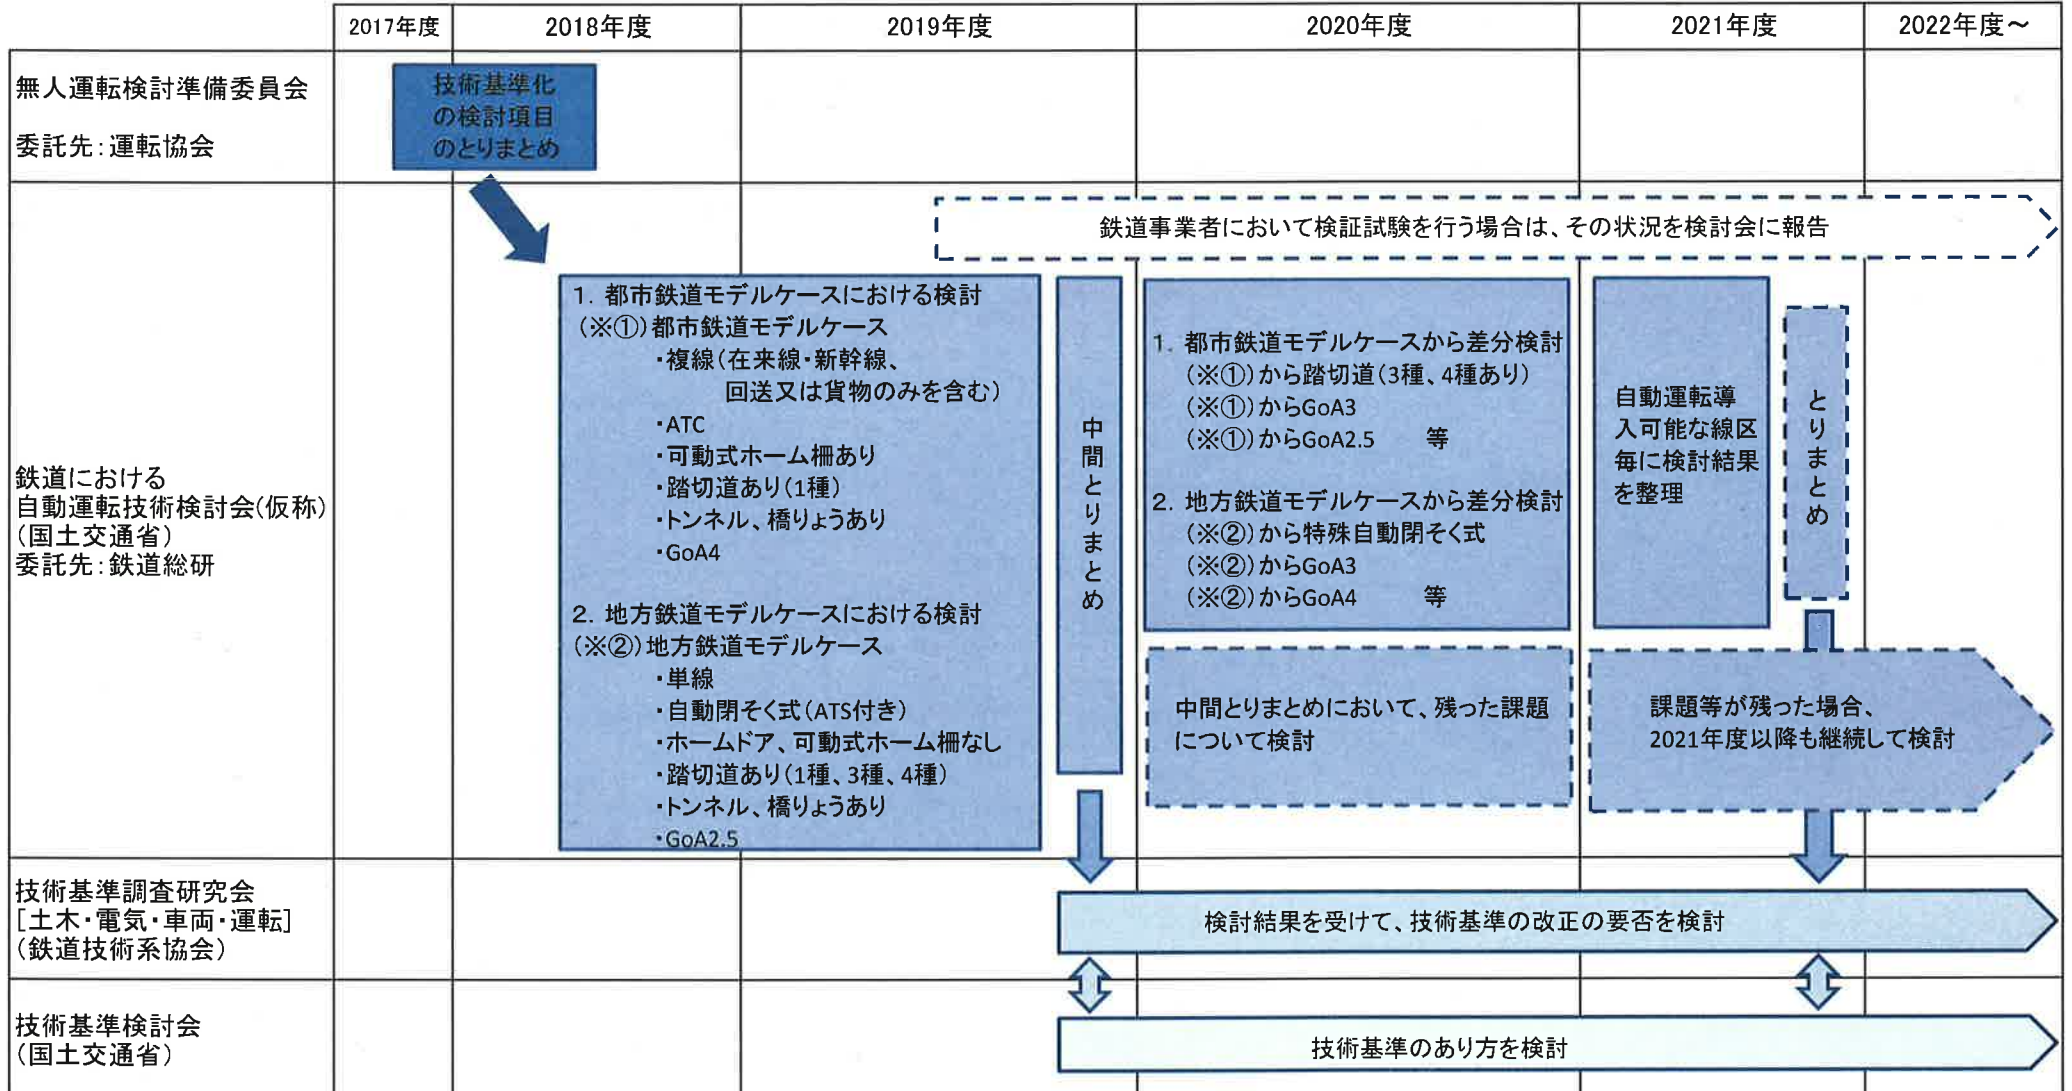 2017年度
2018年度
2019年度
2020年度
2021年度
2022年度～
無人運転検討準備委員会
委託先：運転協会
技術基準化
の検討項目
のとりまとめ
鉄道における
自動運転技術検討会(仮称)
（国土交通省）
委託先：鉄道総研
鉄道事業者において検証試験を行う場合は、その状況を検討会に報告
１．都市鉄道モデルケースにおける検討
（※①）都市鉄道モデルケース
・複線（在来線・新幹線、
回送又は貨物のみを含む）
・ATC
・可動式ホーム柵あり
・踏切道あり（1種）
・トンネル、橋りょうあり
・GoA4
２．地方鉄道モデルケースにおける検討
（※②）地方鉄道モデルケース
・単線
・自動閉そく式（ATS付き）
・ホームドア、可動式ホーム柵なし
・踏切道あり（1種、3種、4種）
・トンネル、橋りょうあり
・GoA2.5
中間とりまとめ
１．都市鉄道モデルケースから差分検討
（※①）から踏切道（3種、4種あり）
（※①）からGoA3
（※①）からGoA2.5　等
２．地方鉄道モデルケースから差分検討
（※②）から特殊自動閉そく式
（※②）からGoA3
（※②）からGoA4　等
中間とりまとめにおいて、残った課題
について検討
自動運転導
入可能な線区
毎に検討結果
を整理
とりまとめ
課題等が残った場合、
2021年度以降も継続して検討
技術基準調査研究会
［土木・電気・車両・運転］
（鉄道技術系協会）
検討結果を受けて、技術基準の改正の要否を検討
技術基準検討会
（国土交通省）
技術基準のあり方を検討